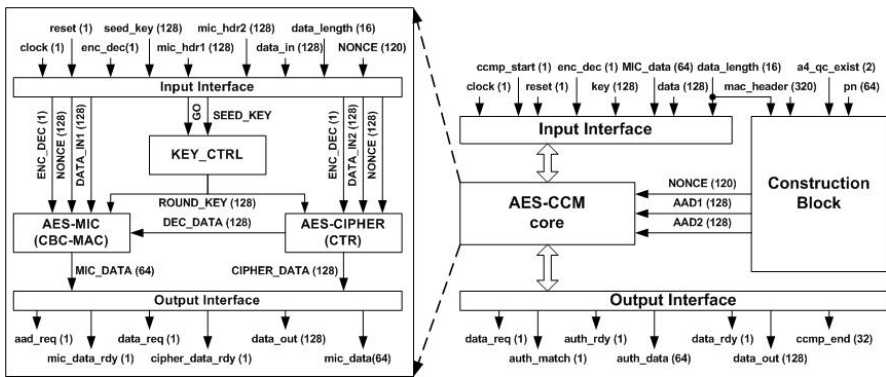 reset (1) seed_key (128) mic_hdr2 (128) data_length (16)
clock(1) enc_dec(1) mic_hdr1 (128) data_in (128) NONCE (120)
Input Interface
ENC_DEC (1)
NONCE (128)
DATA_IN1 (128)
GO
SEED_KEY
ENC_DEC (1)
DATA_IN2 (128)
NONCE (128)
KEY_CTRL
ROUND_KEY (128)
AES-MIC
(CBC-MAC)
DEC_DATA (128)
AES-CIPHER
(CTR)
MIC_DATA (64)
CIPHER_DATA (128)
Output Interface
aad_req (1) data_req (1) data_out (128)
mic_data_rdy (1) cipher_data_rdy (1) mic_data(64)
ccmp_start (1) enc_dec (1) MIC_data (64) data_length (16) a4_qc_exist (2)
clock (1) reset (1) key (128) data (128) mac_header (320) pn (64)
Input Interface
AES-CCM
core
NONCE (120)
AAD1 (128)
AAD2 (128)
Construction
Block
Output Interface
data_req (1) auth_rdy (1) data_rdy (1) ccmp_end (32)
auth_match (1) auth_data (64) data_out (128)